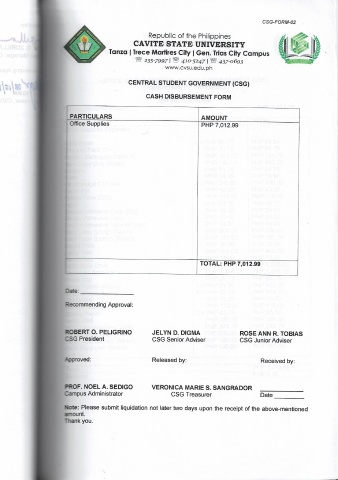 CSG-FORM-02
Republic of the Philippines
CAVITE STATE UNIVERSITY
Tanza | Trece Martires City | Gen. Trias City Campus
☏ 235-7997 | ☏ 410-5247 | ☏ 437-0693
www.cvsu.edu.ph
CENTRAL STUDENT GOVERNMENT (CSG)
CASH DISBURSEMENT FORM
PARTICULARS AMOUNT
Office Supplies PHP 7,012.99
TOTAL: PHP 7,012.99
Date: _______________
Recommending Approval:
ROBERT O. PELIGRINO JELYN D. DIGMA ROSE ANN R. TOBIAS
CSG President CSG Senior Adviser CSG Junior Adviser
Approved: Released by: Received by:
PROF. NOEL A. SEDIGO VERONICA MARIE S. SANGRADOR ____________
Campus Administrator CSG Treasurer Date ________
Note: Please submit liquidation not later two days upon the receipt of the above-mentioned
amount.
Thank you.